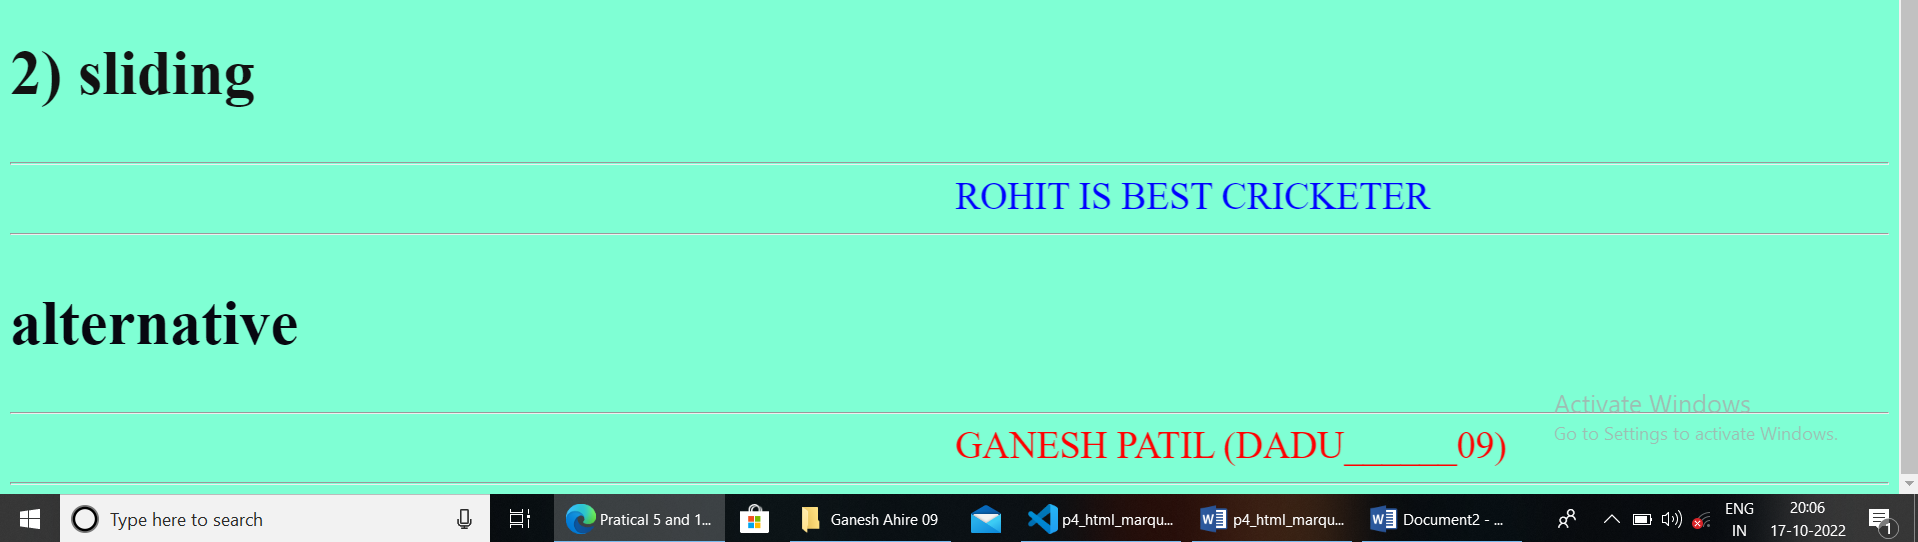 2) sliding
ROHIT IS BEST CRICKETER
alternative
GANESH PATIL (DADU______09)
Activate Windows
Go to Settings to activate Windows.
Type here to search
Pratical 5 and 1...
Ganesh Ahire 09
p4_html_marqu...
p4_html_marqu...
Document2 - ...
ENG
IN
20:06
17-10-2022
1